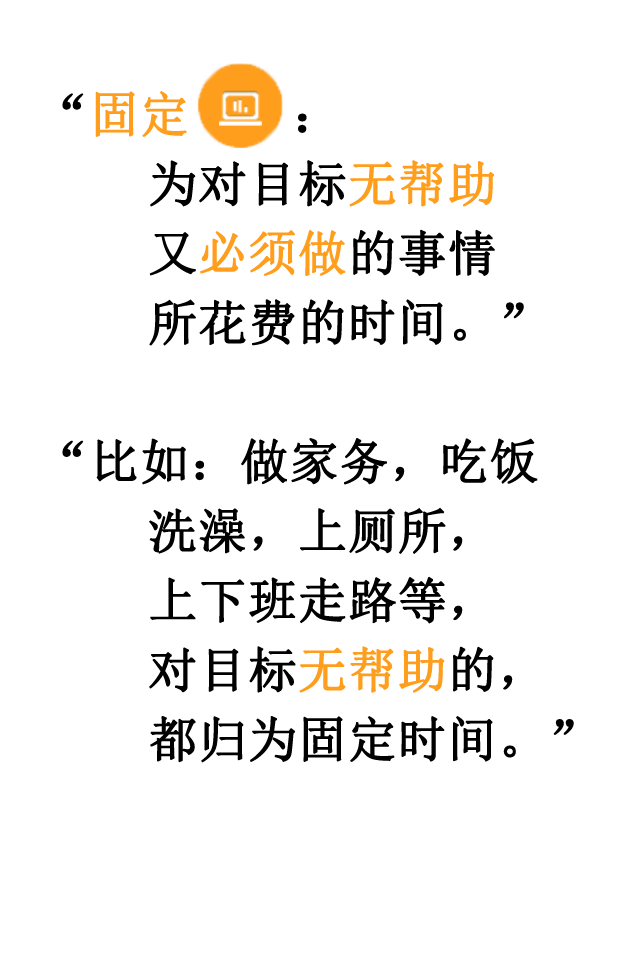 “固定：
为对目标无帮助
又必须做的事情
所花费的时间。”
“比如：做家务，吃饭
洗澡，上厕所，
上下班走路等，
对目标无帮助的，
都归为固定时间。”